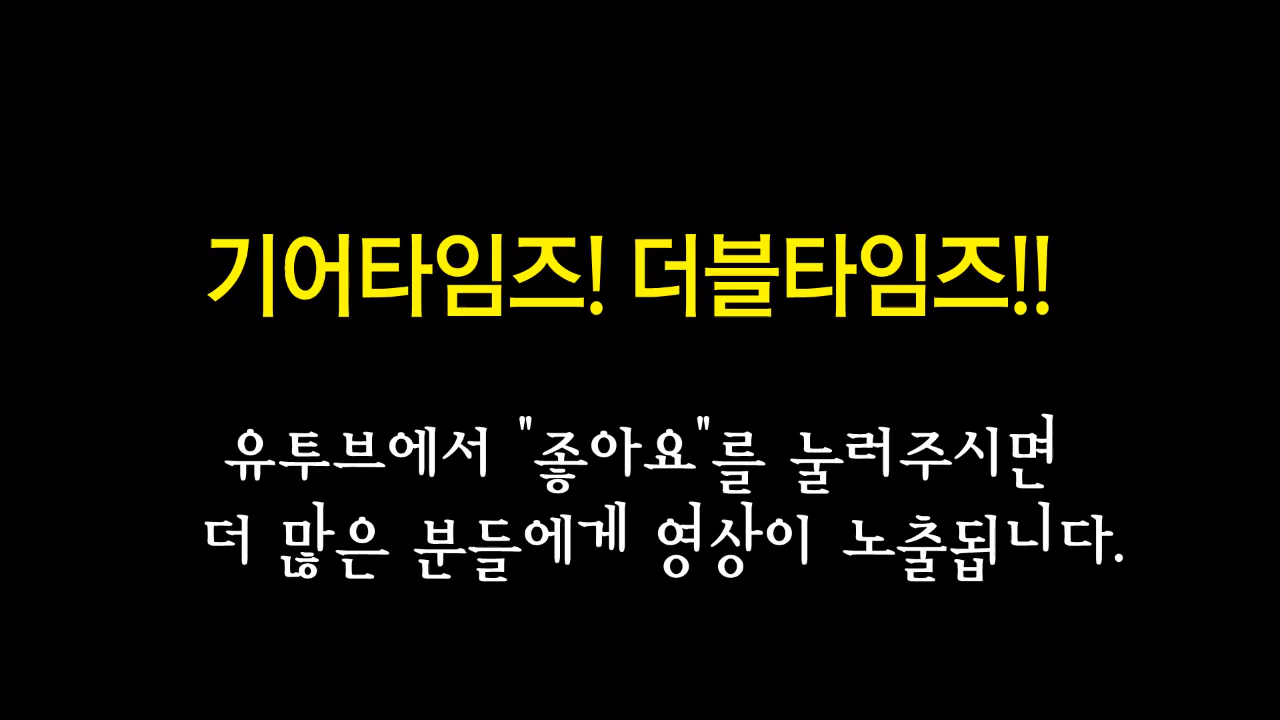 기어타임즈! 더블타임즈!!
유투브에서 "좋아요"를 눌러주시면
더 많은 분들에게 영상이 노출됩니다.